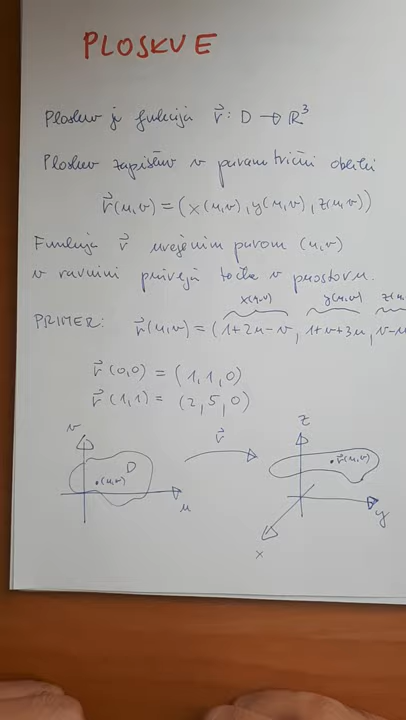 PLOSKVE
Ploskev je funkcija r⃗: D → ℝ³
Ploskev zapišemo v parametrični obliki
r⃗(u,v) = (x(u,v), y(u,v), z(u,v))
Funkcija r⃗ urejenim parom (u,v)
v ravnini priredi točke v prostoru.
x(u,v) y(u,v) z(u,
PRIMER: r⃗(u,v) = (1+2u-v, 1+v+3u, v-u
r⃗(0,0) = (1,1,0)
r⃗(1,1) = (2,5,0)
v r⃗ z
D •(u,v) •r⃗(u,v)
u x y